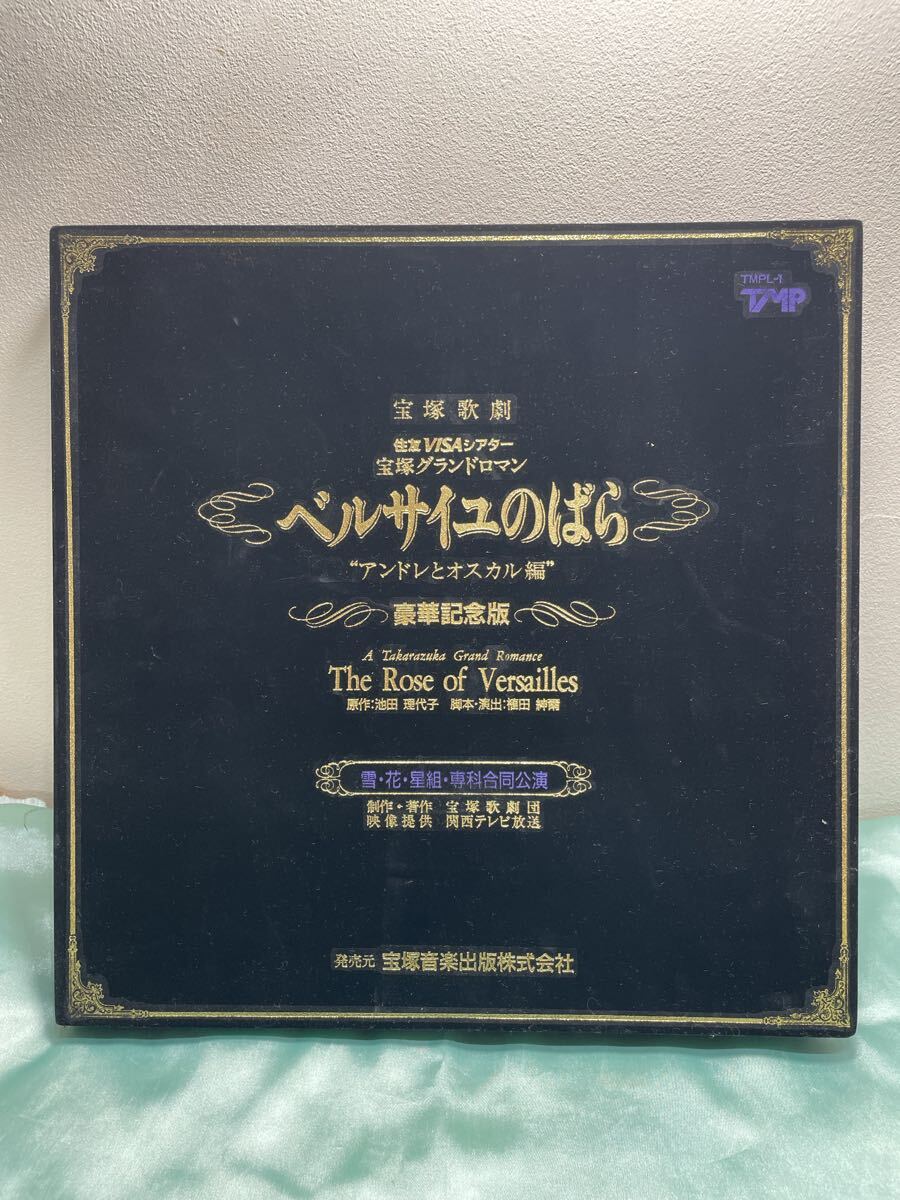 TMPL-1
TMP
宝塚歌劇
住友VISAシアター
宝塚グランドロマン
ベルサイユのばら
“アンドレとオスカル編”
豪華記念版
A Takarazuka Grand Romance
The Rose of Versailles
原作:池田 理代子 脚本・演出:植田 紳爾
雪・花・星組・専科合同公演
制作・著作 宝塚歌劇団
映像提供 関西テレビ放送
発売元 宝塚音楽出版株式会社